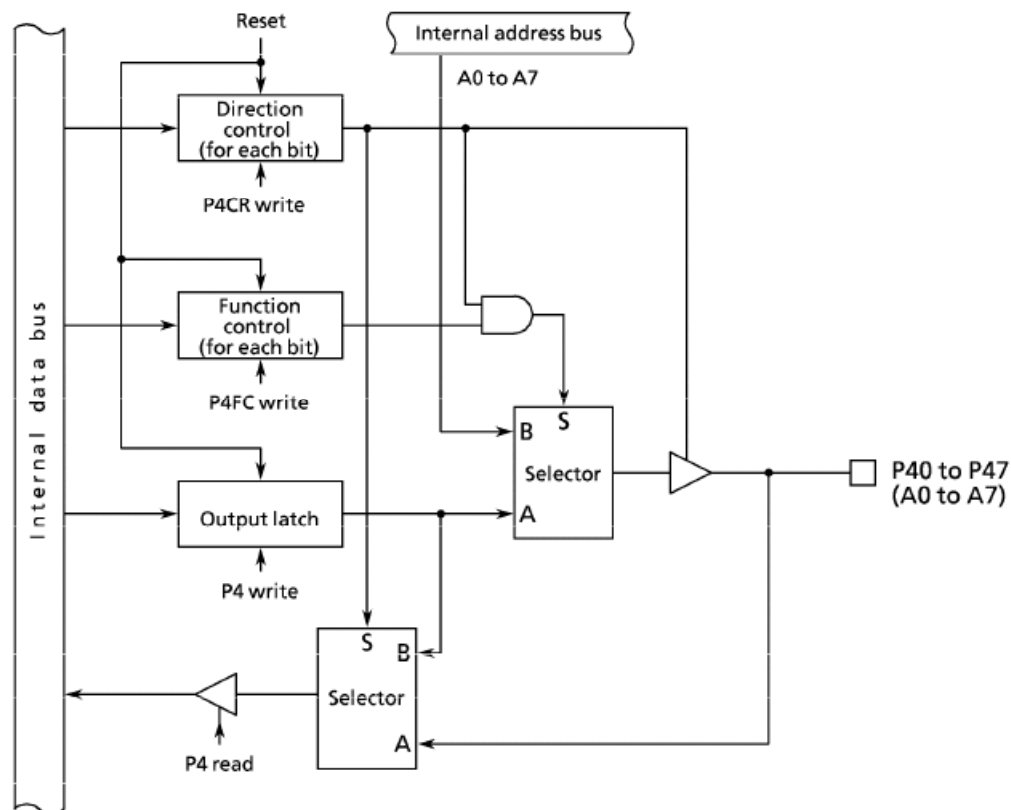 Reset
Internal address bus
A0 to A7
Direction
control
(for each bit)
P4CR write
Internal data bus
Function
control
(for each bit)
P4FC write
S
B
Selector
A
P40 to P47
(A0 to A7)
Output latch
P4 write
S
B
Selector
A
P4 read